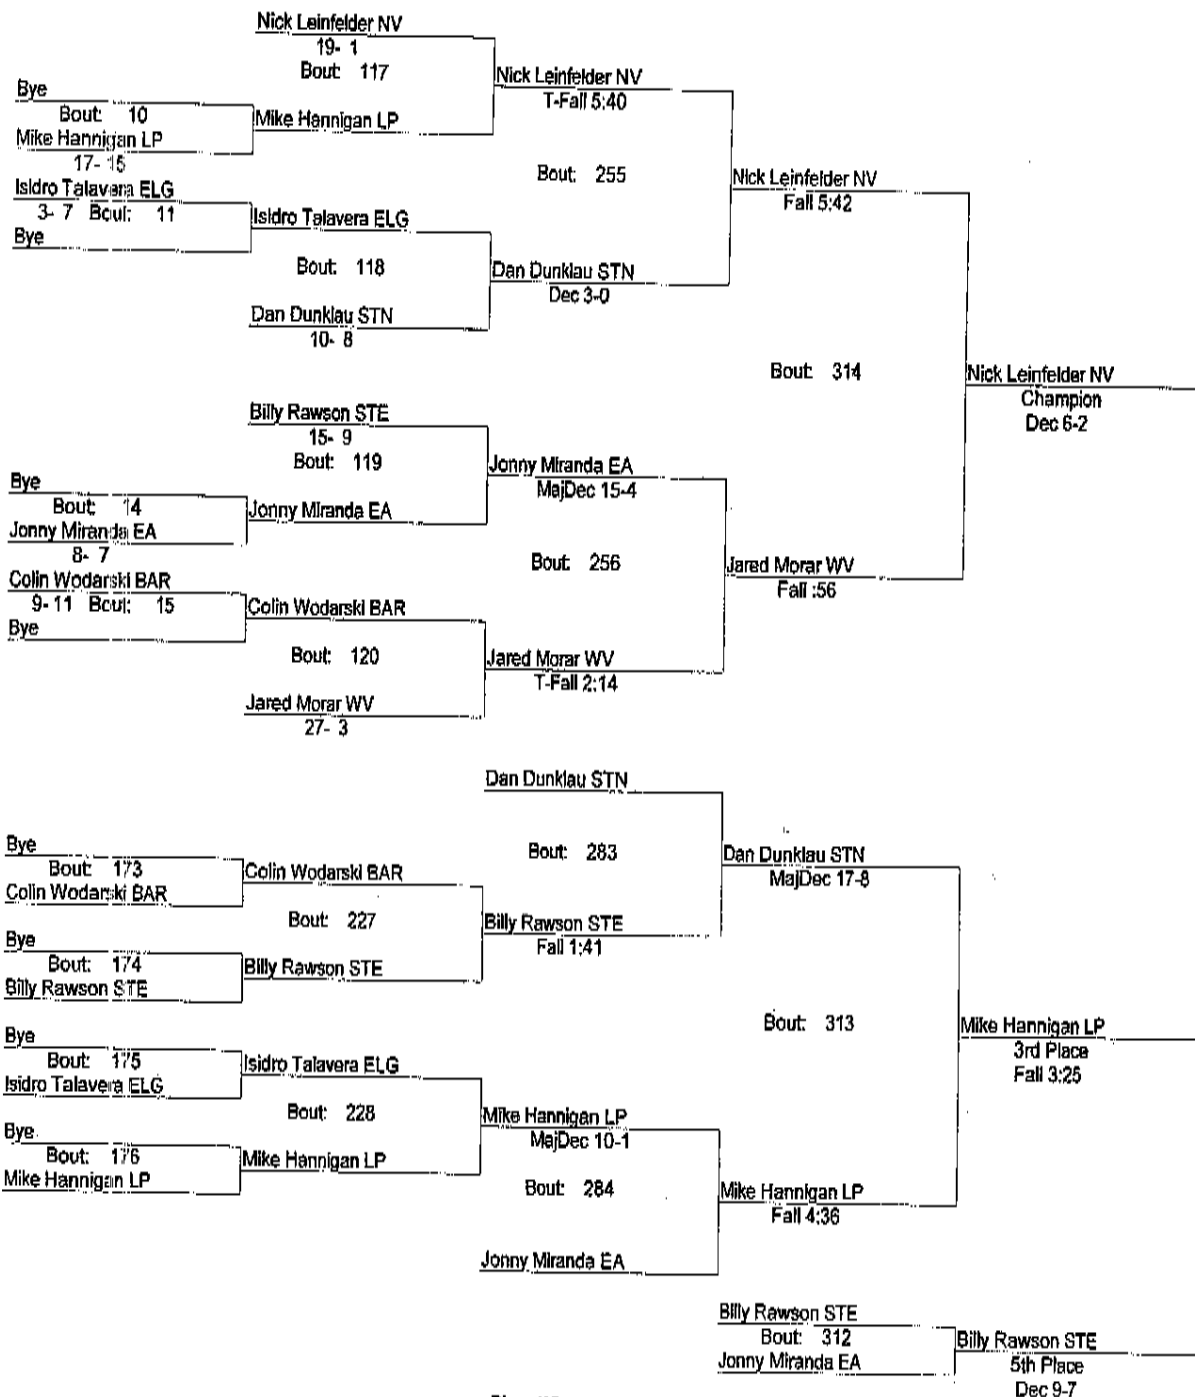 Nick Leinfelder NV
19- 1
Bout: 117
Nick Leinfelder NV
T-Fall 5:40
Bye
Bout: 10
Mike Hannigan LP
Mike Hannigan LP
17- 15
Bout: 255
Nick Leinfelder NV
Fall 5:42
Isidro Talavera ELG
3- 7 Bout: 11
Isidro Talavera ELG
Bye
Bout: 118
Dan Dunklau STN
Dec 3-0
Dan Dunklau STN
10- 8
Bout: 314
Nick Leinfelder NV
Champion
Dec 6-2
Billy Rawson STE
15- 9
Bout: 119
Jonny Miranda EA
MajDec 15-4
Bye
Bout: 14
Jonny Miranda EA
Jonny Miranda EA
8- 7
Bout: 256
Jared Morar WV
Fall :56
Colin Wodarski BAR
9- 11 Bout: 15
Colin Wodarski BAR
Bye
Bout: 120
Jared Morar WV
T-Fall 2:14
Jared Morar WV
27- 3
Dan Dunklau STN
Bout: 283
Dan Dunklau STN
MajDec 17-8
Bye
Bout: 173
Colin Wodarski BAR
Colin Wodarski BAR
Bout: 227
Billy Rawson STE
Fall 1:41
Bye
Bout: 174
Billy Rawson STE
Billy Rawson STE
Bout: 313
Mike Hannigan LP
3rd Place
Fall 3:25
Bye
Bout: 175
Isidro Talavera ELG
Isidro Talavera ELG
Bout: 228
Mike Hannigan LP
MajDec 10-1
Bye
Bout: 176
Mike Hannigan LP
Mike Hannigan LP
Bout: 284
Mike Hannigan LP
Fall 4:36
Jonny Miranda EA
Billy Rawson STE
Bout: 312
Jonny Miranda EA
Billy Rawson STE
5th Place
Dec 9-7